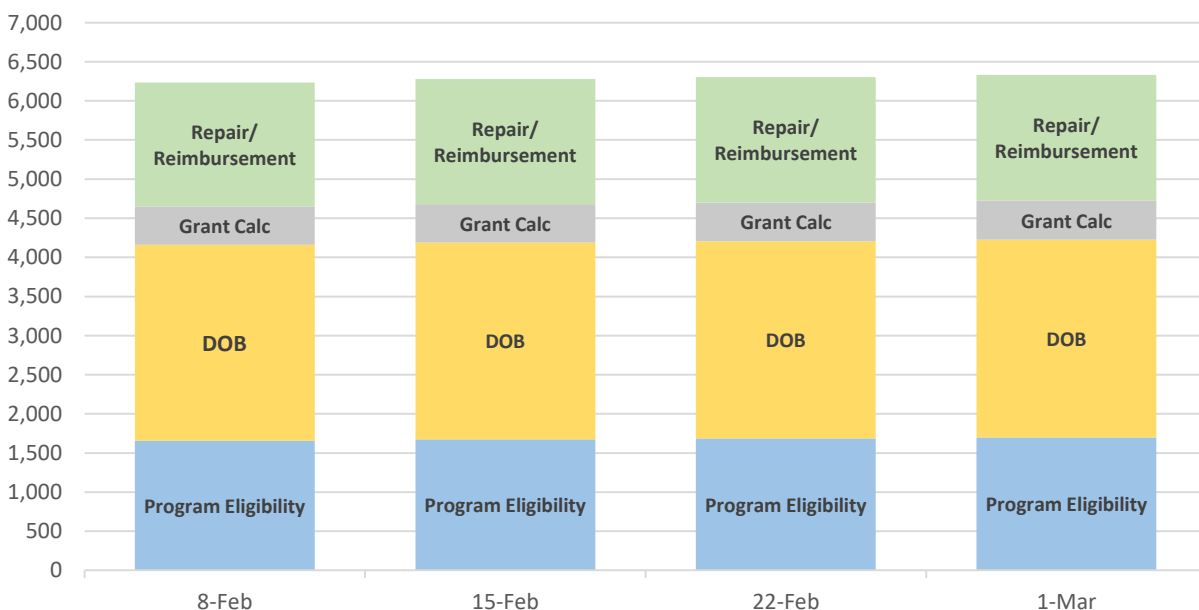 7,000
6,500
6,000
5,500
5,000
4,500
4,000
3,500
3,000
2,500
2,000
1,500
1,000
500
0
Repair/
Reimbursement
Grant Calc
DOB
Program Eligibility
Repair/
Reimbursement
Grant Calc
DOB
Program Eligibility
Repair/
Reimbursement
Grant Calc
DOB
Program Eligibility
Repair/
Reimbursement
Grant Calc
DOB
Program Eligibility
8-Feb
15-Feb
22-Feb
1-Mar